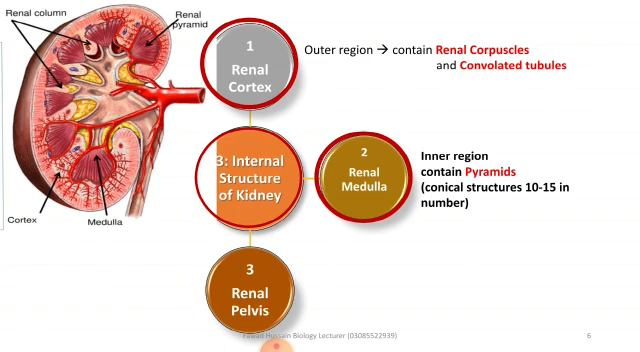 Renal column
Renal
pyramid
Cortex
Medulla
1
Renal
Cortex
Outer region → contain Renal Corpuscles
and Convolated tubules
3: Internal
Structure
of Kidney
2
Renal
Medulla
Inner region
contain Pyramids
(conical structures 10-15 in
number)
3
Renal
Pelvis
Fawad Hussain Biology Lecturer (03085522939)
6